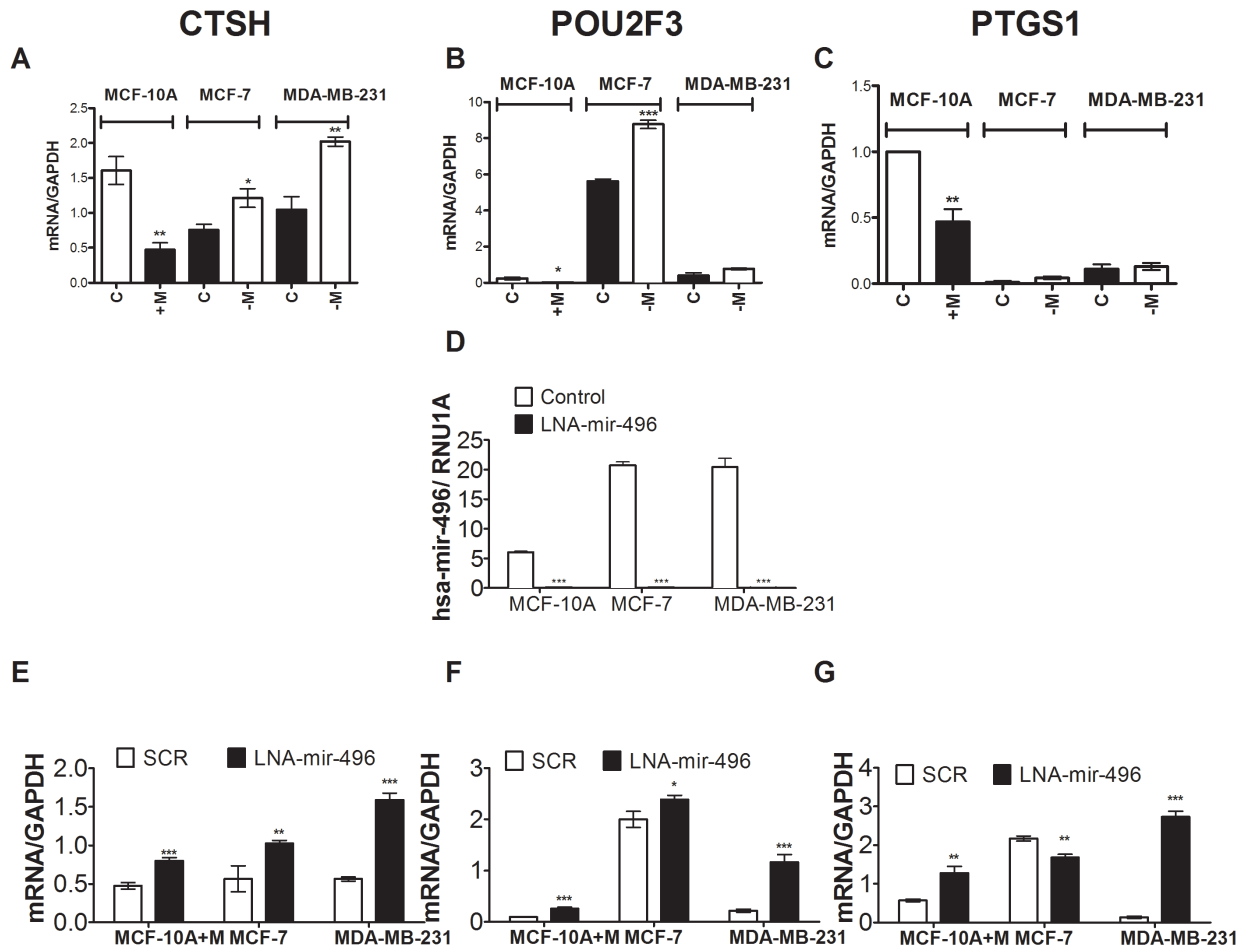 CTSH POU2F3 PTGS1
A
MCF-10A MCF-7 MDA-MB-231
mRNA/GAPDH
2.5
2.0
1.5
1.0
0.5
0.0
** * **
C +M C -M C -M
B
MCF-10A MCF-7 MDA-MB-231
mRNA/GAPDH
10
8
6
4
2
0
* ***
C +M C -M C -M
C
MCF-10A MCF-7 MDA-MB-231
mRNA/GAPDH
1.5
1.0
0.5
0.0
**
C +M C -M C -M
D
Control
LNA-mir-496
hsa-mir-496/ RNU1A
25
20
15
10
5
0
*** *** ***
MCF-10A MCF-7 MDA-MB-231
E
SCR LNA-mir-496
mRNA/GAPDH
2.0
1.5
1.0
0.5
0.0
*** ** ***
MCF-10A+M MCF-7 MDA-MB-231
F
SCR LNA-mir-496
mRNA/GAPDH
3
2
1
0
*** * ***
MCF-10A+M MCF-7 MDA-MB-231
G
SCR LNA-mir-496
mRNA/GAPDH
4
3
2
1
0
** ** ***
MCF-10A+M MCF-7 MDA-MB-231